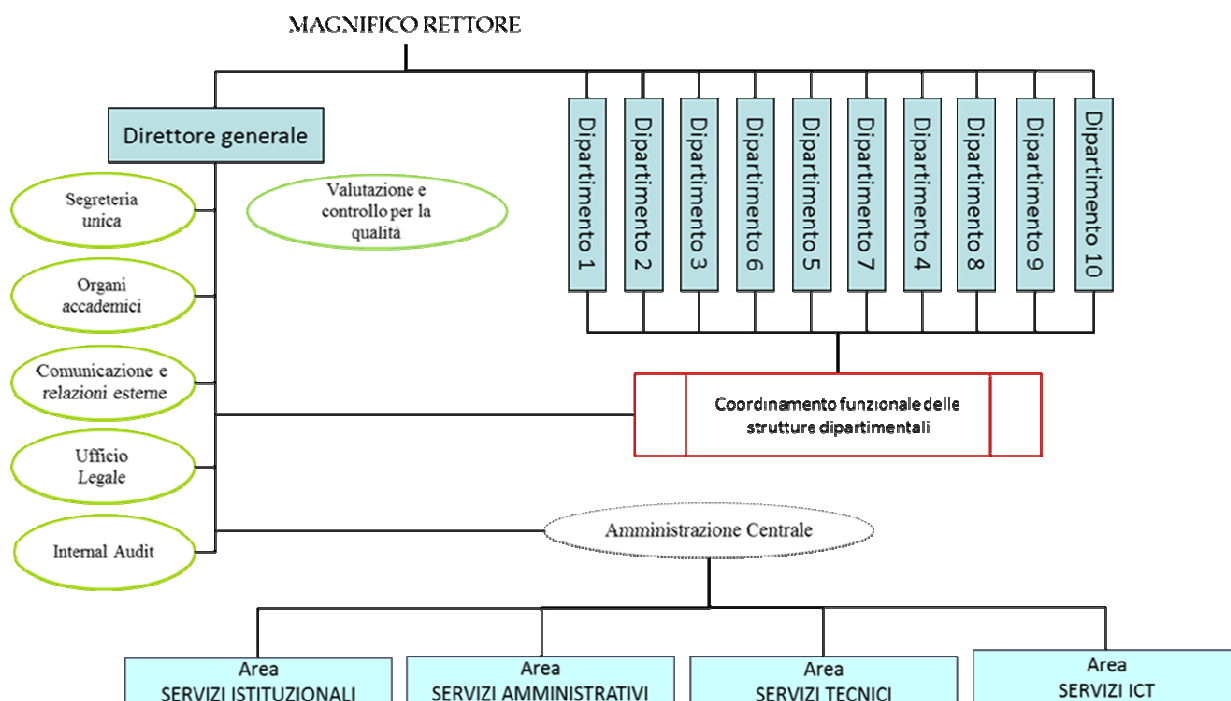 MAGNIFICO RETTORE
Direttore generale
Dipartimento 1
Dipartimento 2
Dipartimento 3
Dipartimento 6
Dipartimento 5
Dipartimento 7
Dipartimento 4
Dipartimento 8
Dipartimento 9
Dipartimento 10
Segreteria
unica
Valutazione e
controllo per la
qualità
Organi
accademici
Comunicazione e
relazioni esterne
Coordinamento funzionale delle
strutture dipartimentali
Ufficio
Legale
Internal Audit
Amministrazione Centrale
Area
SERVIZI ISTITUZIONALI
Area
SERVIZI AMMINISTRATIVI
Area
SERVIZI TECNICI
Area
SERVIZI ICT